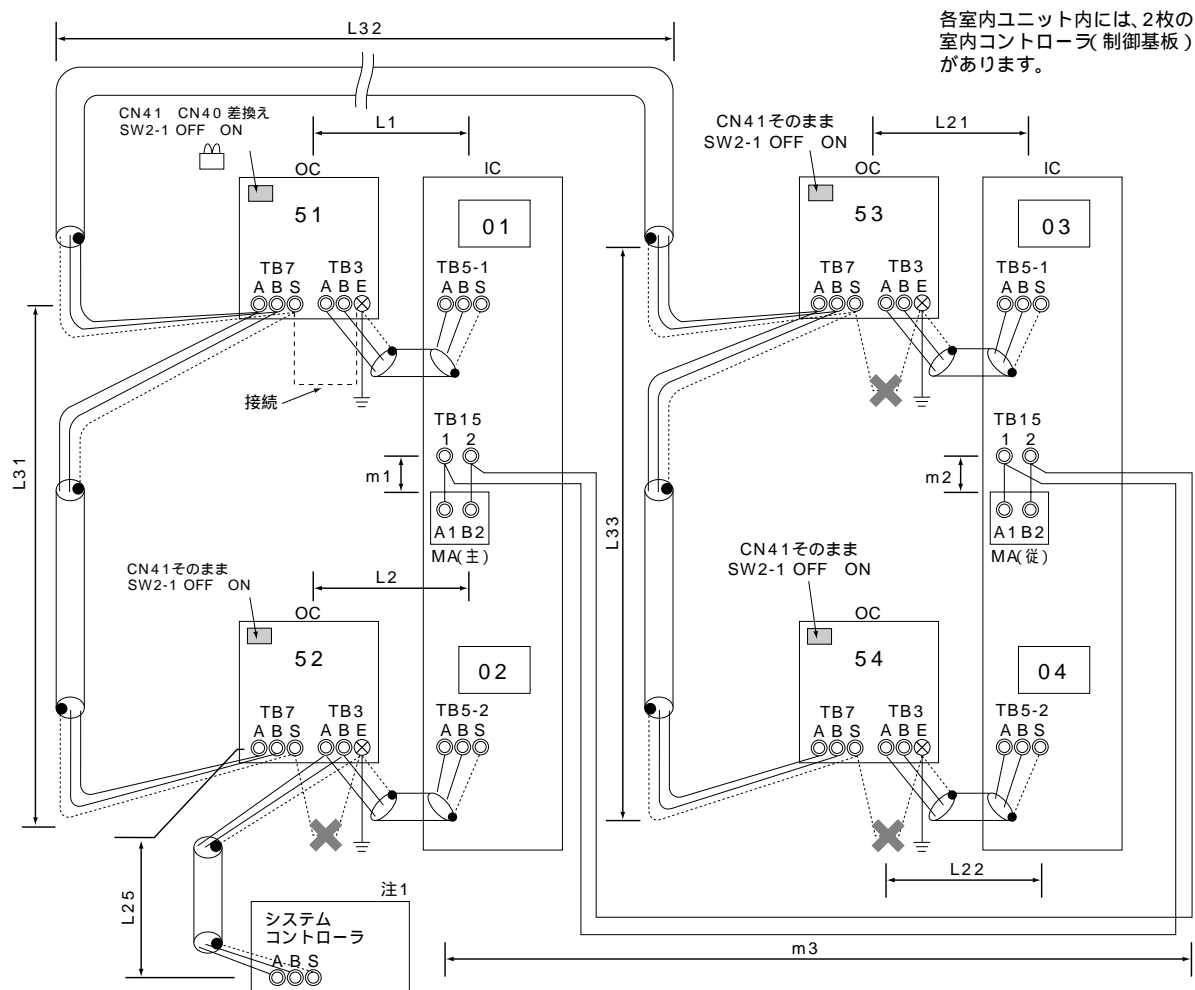 各室内ユニット内には、2枚の
室内コントローラ(制御基板)
があります。
L32
CN41 CN40 差換え
SW2-1 OFF ON
L1
CN41そのまま
SW2-1 OFF ON
L21
OC
IC
OC
IC
51
01
53
03
TB7 TB3
TB5-1
TB7 TB3
TB5-1
A B S A B E
A B S
A B S A B E
A B S
接続
TB15
1 2
TB15
1 2
L31
m1
L33
m2
A1 B2
MA(主)
A1 B2
MA(従)
CN41そのまま
SW2-1 OFF ON
L2
CN41そのまま
SW2-1 OFF ON
OC
OC
52
02
54
04
TB7 TB3
TB5-2
TB7 TB3
TB5-2
A B S A B E
A B S
A B S A B E
A B S
L22
L25
注1
システム
コントローラ
A B S
m3